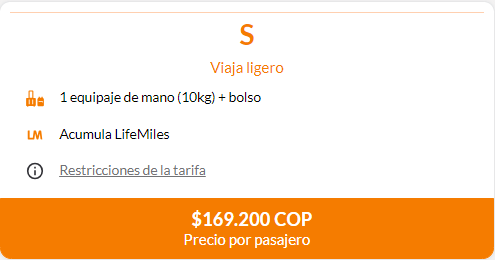 S
Viaja ligero
1 equipaje de mano (10kg) + bolso
LM Acumula LifeMiles
Restricciones de la tarifa
$169.200 COP
Precio por pasajero